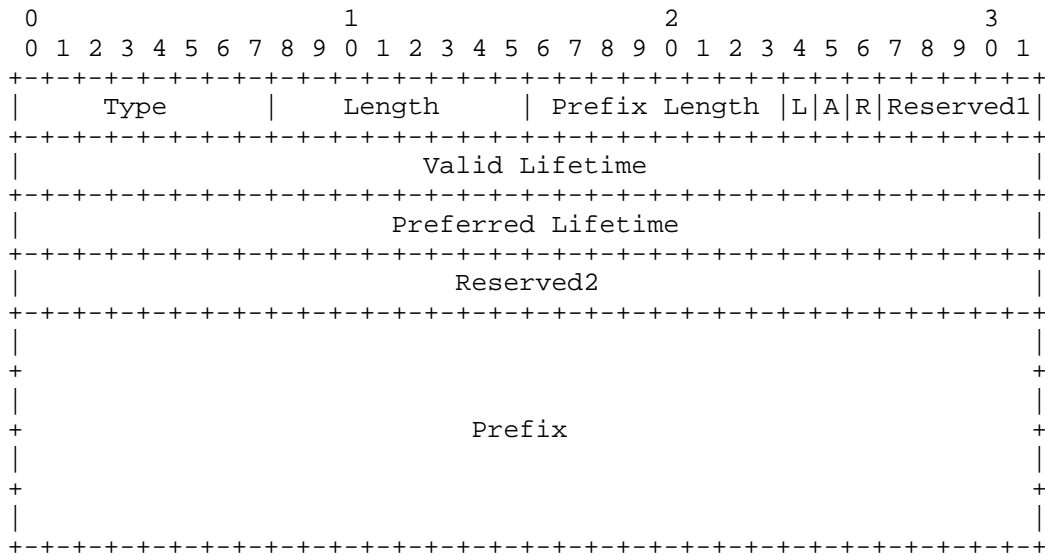 0                   1                   2                   3
 0 1 2 3 4 5 6 7 8 9 0 1 2 3 4 5 6 7 8 9 0 1 2 3 4 5 6 7 8 9 0 1
+-+-+-+-+-+-+-+-+-+-+-+-+-+-+-+-+-+-+-+-+-+-+-+-+-+-+-+-+-+-+-+-+
|     Type      |    Length     | Prefix Length |L|A|R|Reserved1|
+-+-+-+-+-+-+-+-+-+-+-+-+-+-+-+-+-+-+-+-+-+-+-+-+-+-+-+-+-+-+-+-+
|                         Valid Lifetime                        |
+-+-+-+-+-+-+-+-+-+-+-+-+-+-+-+-+-+-+-+-+-+-+-+-+-+-+-+-+-+-+-+-+
|                       Preferred Lifetime                      |
+-+-+-+-+-+-+-+-+-+-+-+-+-+-+-+-+-+-+-+-+-+-+-+-+-+-+-+-+-+-+-+-+
|                           Reserved2                           |
+-+-+-+-+-+-+-+-+-+-+-+-+-+-+-+-+-+-+-+-+-+-+-+-+-+-+-+-+-+-+-+-+
|                                                               |
+                                                               +
|                                                               |
+                            Prefix                             +
|                                                               |
+                                                               +
|                                                               |
+-+-+-+-+-+-+-+-+-+-+-+-+-+-+-+-+-+-+-+-+-+-+-+-+-+-+-+-+-+-+-+-+